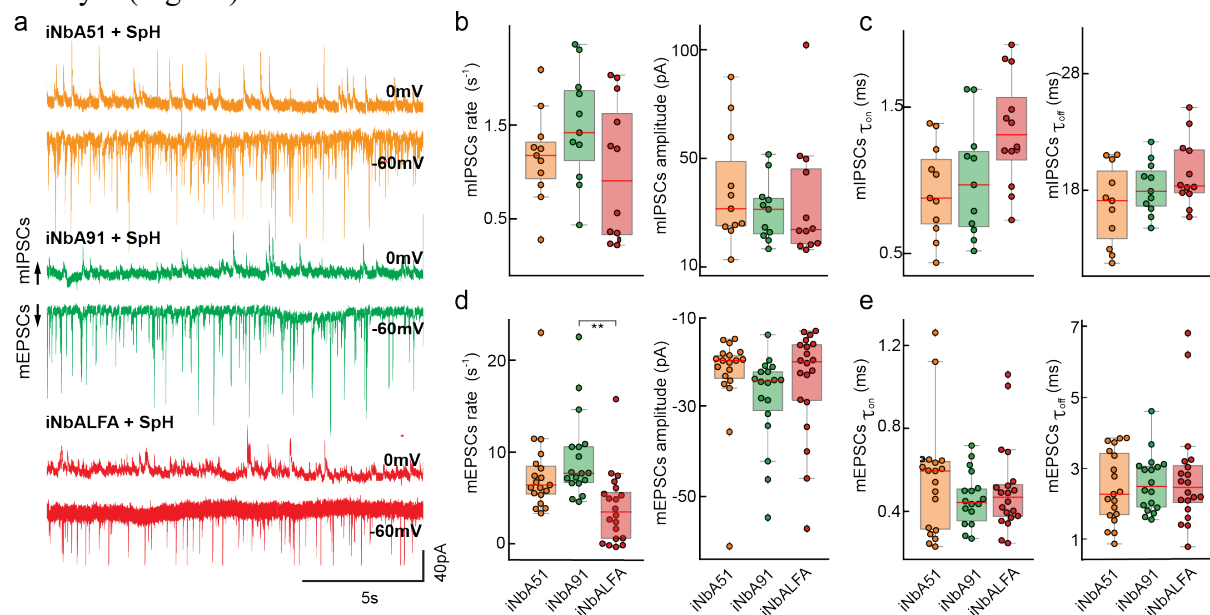 a
iNbA51 + SpH
0mV
-60mV
iNbA91 + SpH
0mV
-60mV
mIPSCs
mEPSCs
iNbALFA + SpH
0mV
-60mV
40pA
5s
b
mIPSCs rate (s⁻¹)
1.5
0.5
mIPSCs amplitude (pA)
100
50
10
c
mIPSCs τon (ms)
1.5
0.5
mIPSCs τoff (ms)
28
18
d
mEPSCs rate (s⁻¹)
20
10
0
**
iNbA51
iNbA91
iNbALFA
mEPSCs amplitude (pA)
-10
-30
-50
iNbA51
iNbA91
iNbALFA
e
mEPSCs τon (ms)
1.2
0.8
0.4
iNbA51
iNbA91
iNbALFA
mEPSCs τoff (ms)
7
5
3
1
iNbA51
iNbA91
iNbALFA